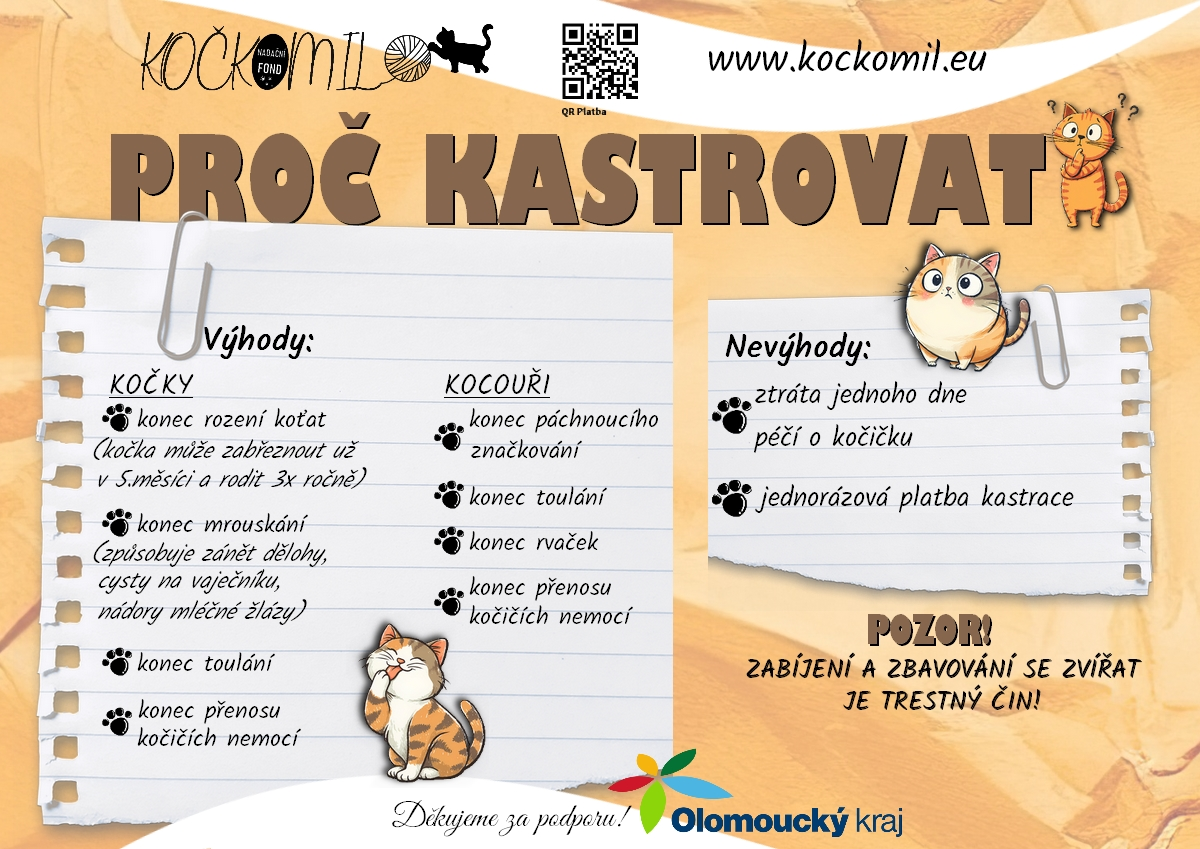 KOČKOMIL
NADAČNÍ
FOND
QR Platba
www.kockomil.eu
PROČ KASTROVAT
? ? ?
Výhody:
KOČKY
konec rození koťat
(kočka může zabřeznout už
v 5.měsíci a rodit 3x ročně)
konec mrouskání
(způsobuje zánět dělohy,
cysty na vaječníku,
nádory mléčné žlázy)
konec toulání
konec přenosu
kočičích nemocí
KOCOUŘI
konec páchnoucího
značkování
konec toulání
konec rvaček
konec přenosu
kočičích nemocí
Nevýhody:
ztráta jednoho dne
péčí o kočičku
jednorázová platba kastrace
POZOR!
ZABÍJENÍ A ZBAVOVÁNÍ SE ZVÍŘAT
JE TRESTNÝ ČIN!
Děkujeme za podporu!
Olomoucký kraj